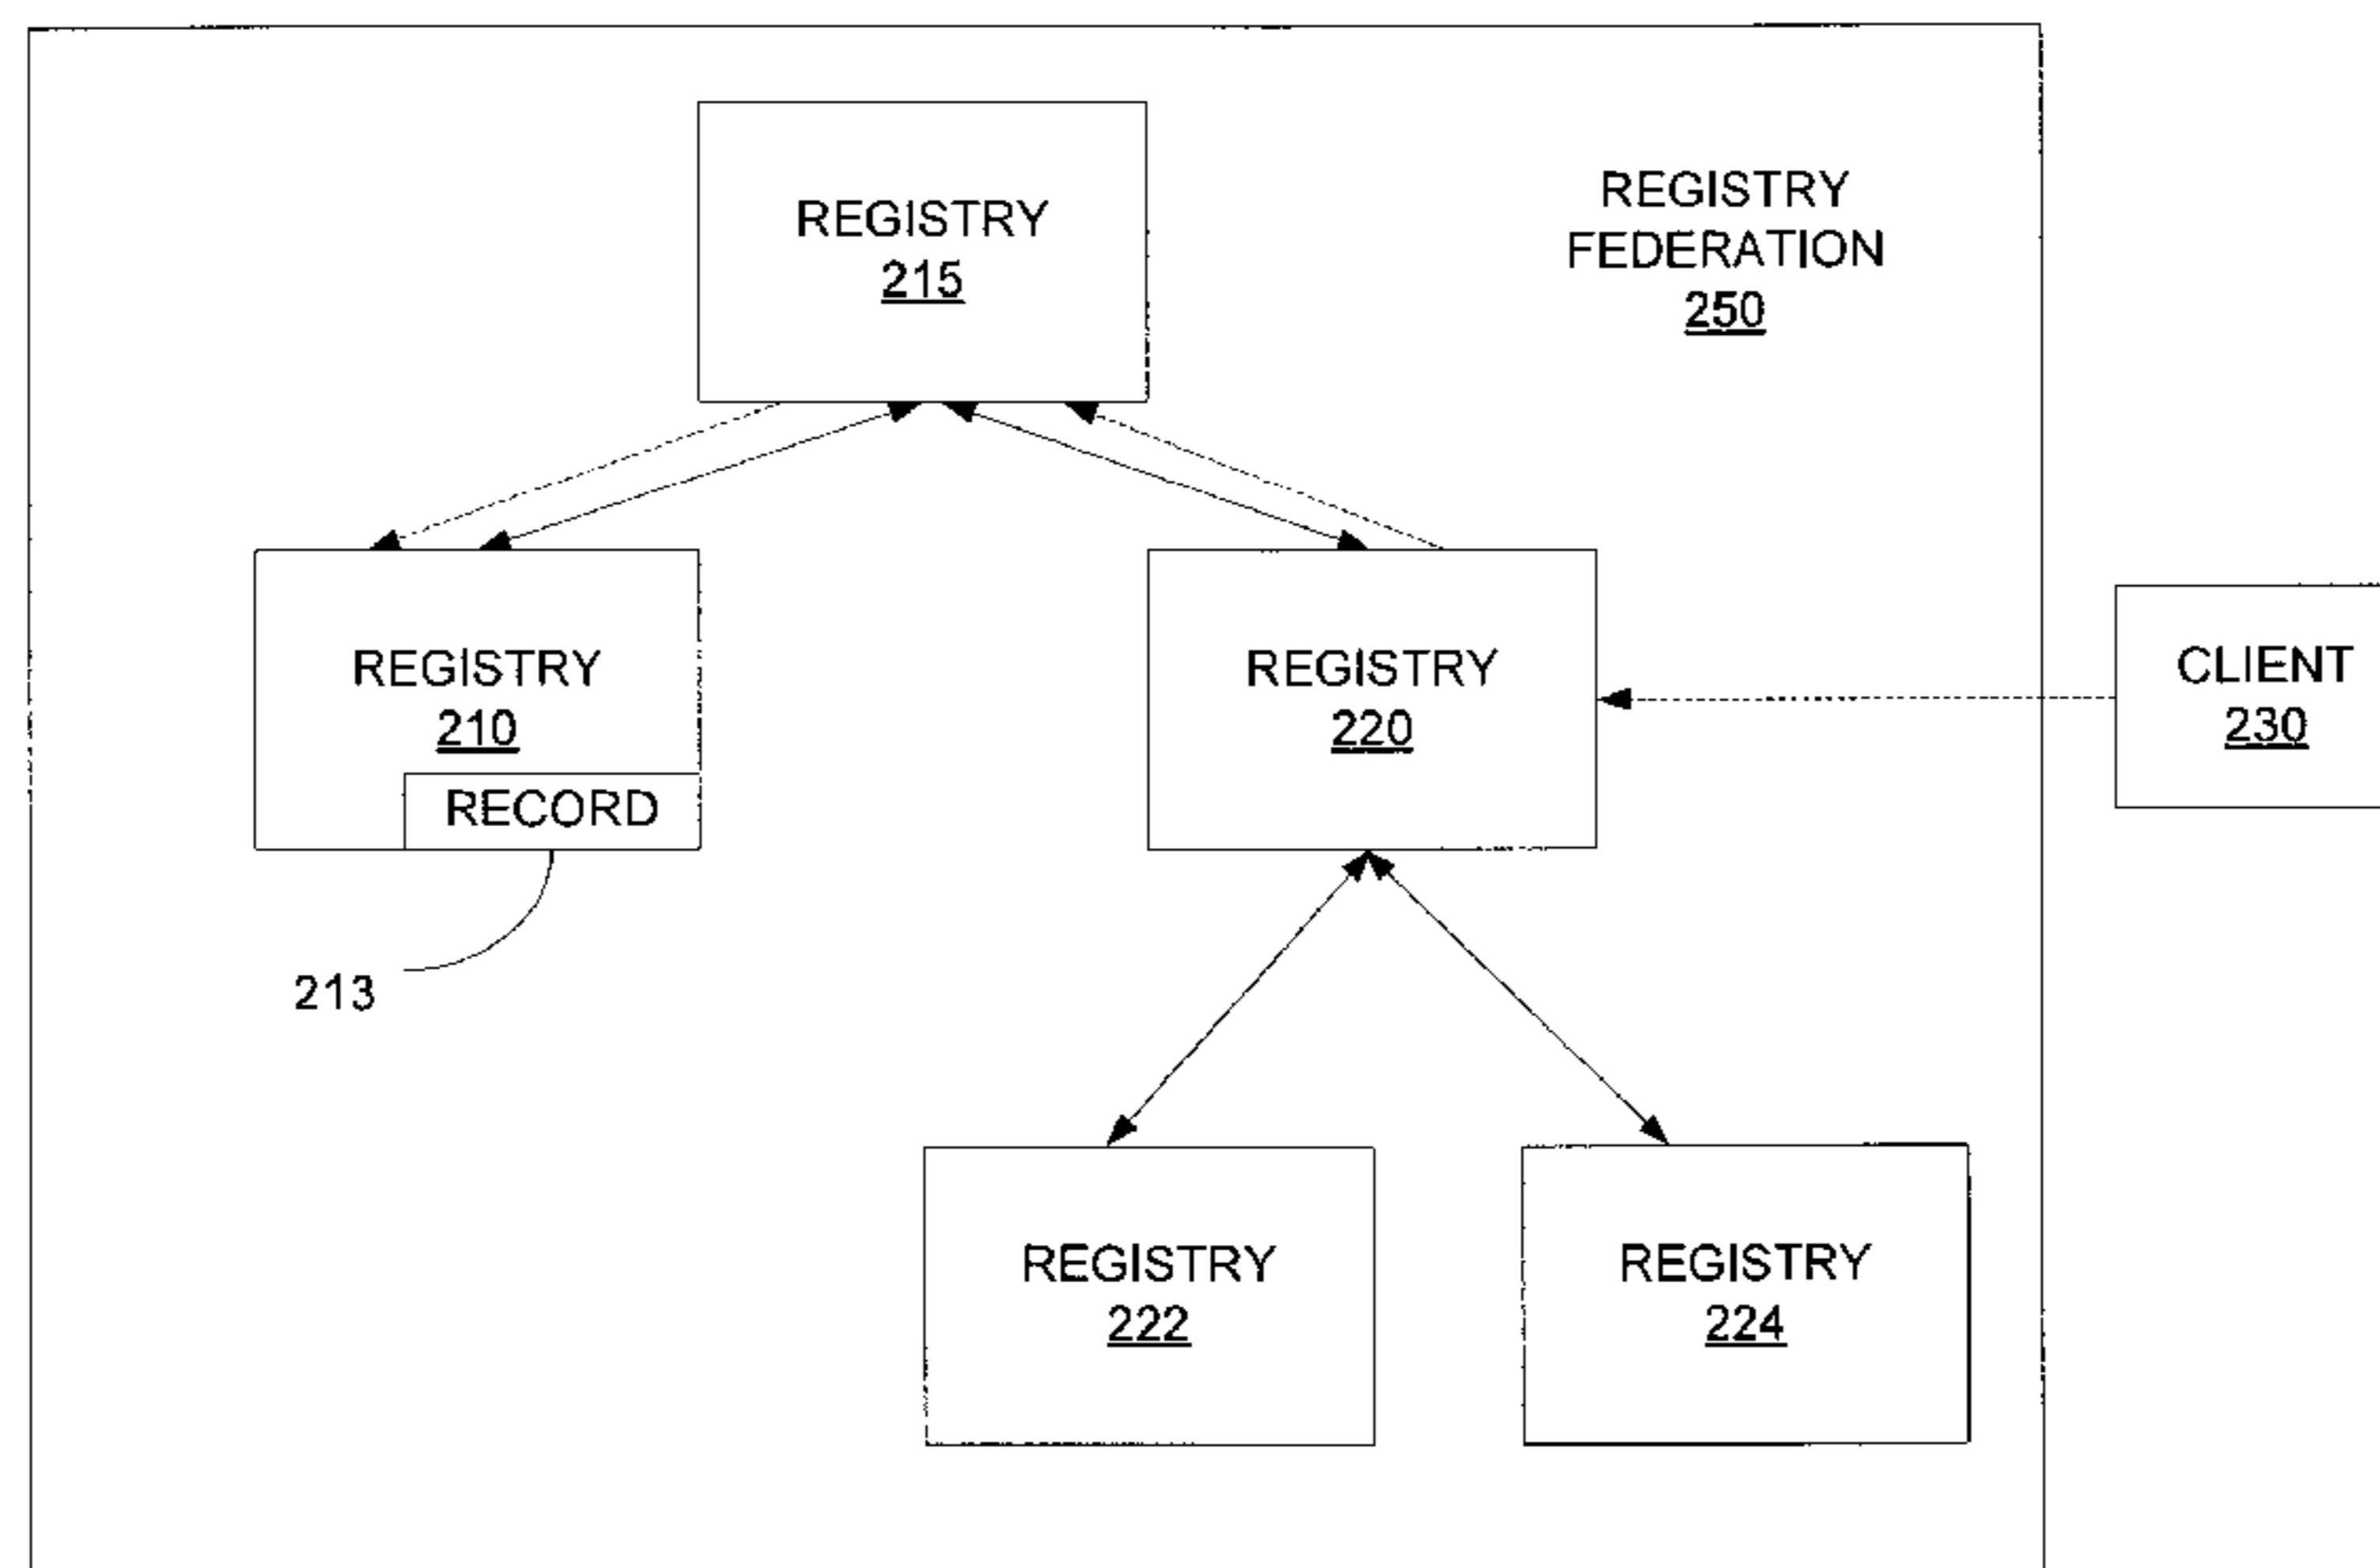 REGISTRY
215
REGISTRY
FEDERATION
250
REGISTRY
210
RECORD
213
REGISTRY
220
CLIENT
230
REGISTRY
222
REGISTRY
224